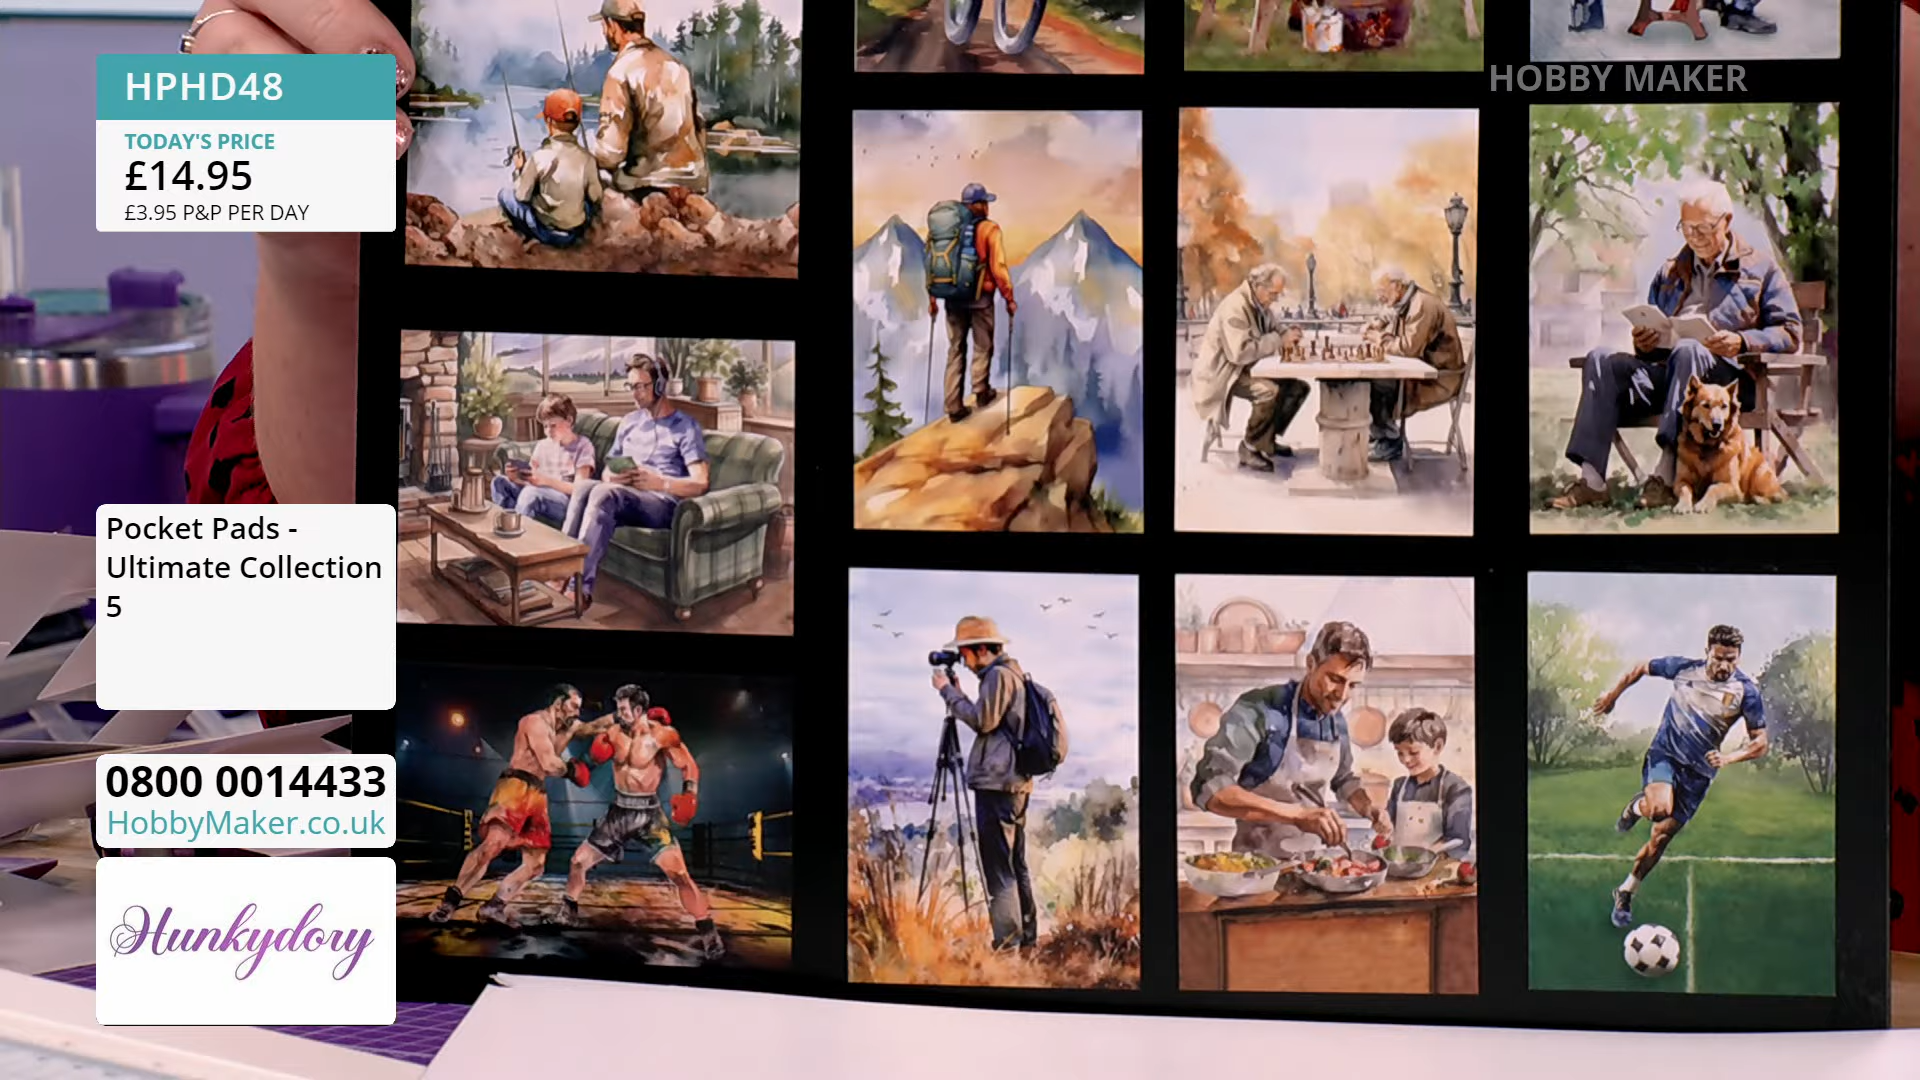 HPHD48
TODAY'S PRICE
£14.95
£3.95 P&P PER DAY
HOBBY MAKER
Pocket Pads -
Ultimate Collection
5
0800 0014433
HobbyMaker.co.uk
Hunkydory